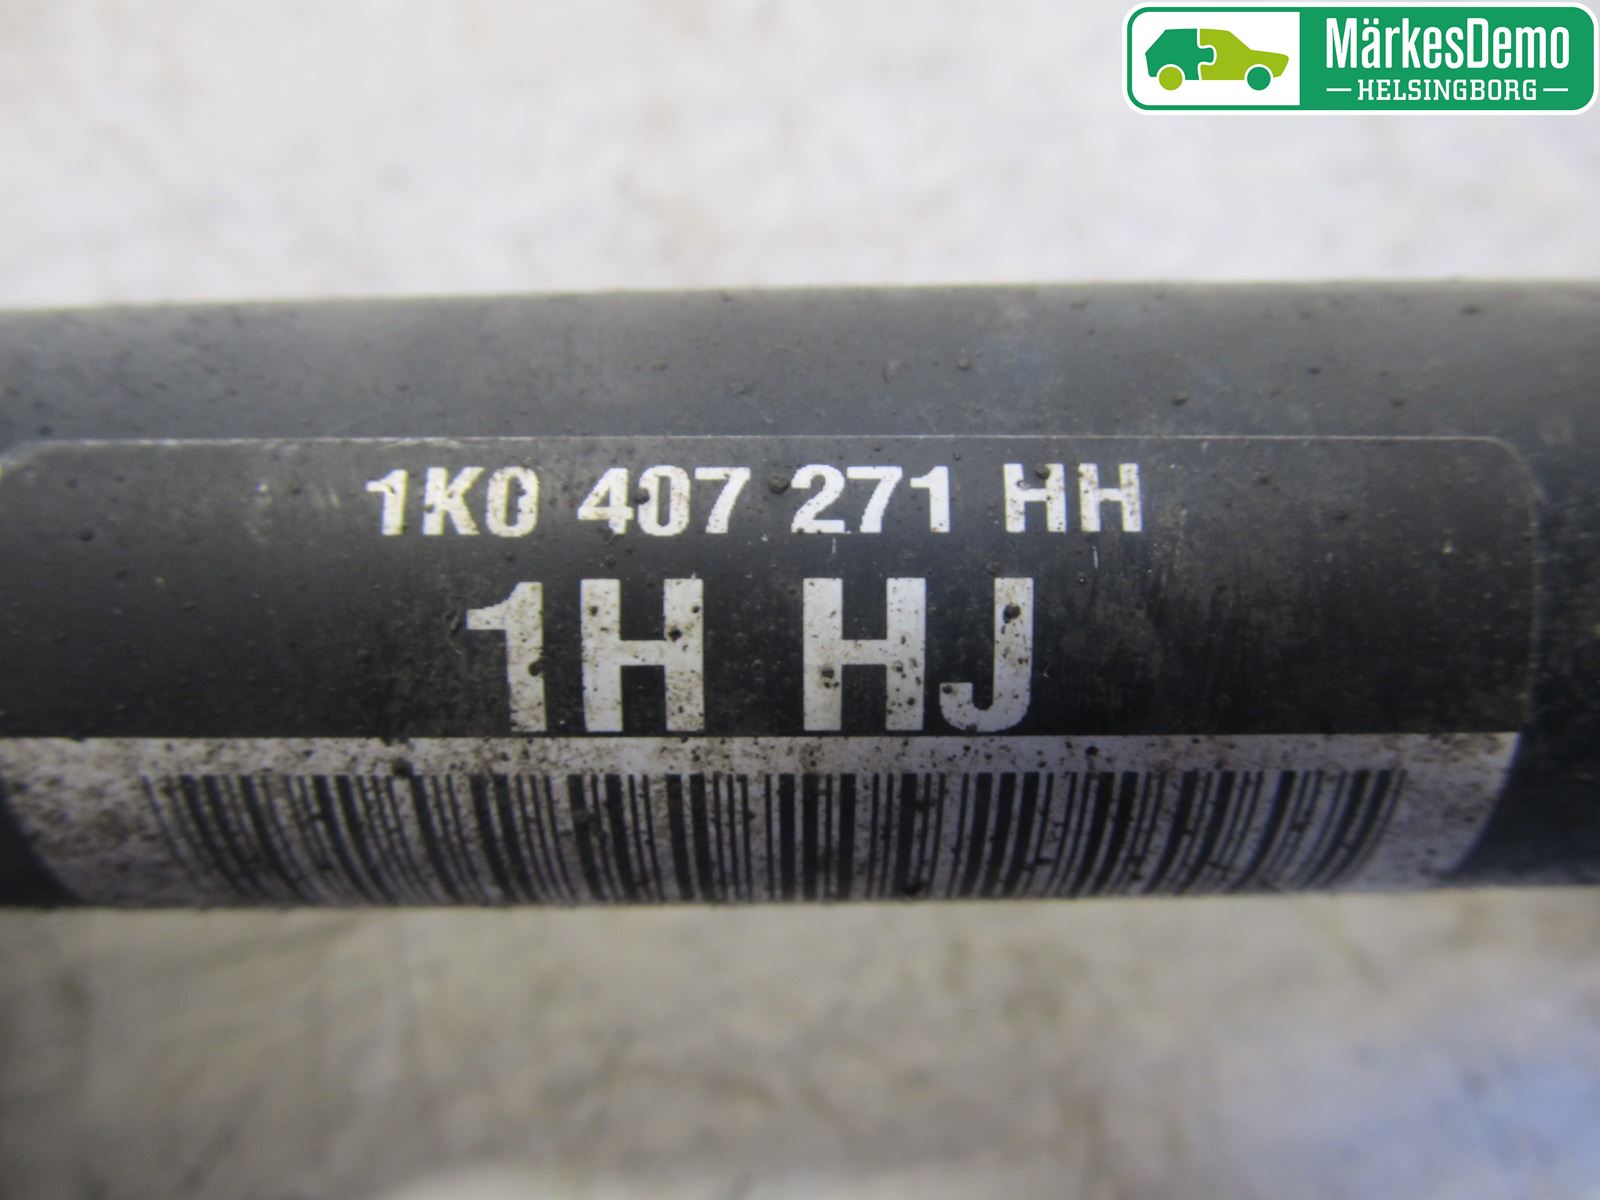 MärkesDemo
HELSINGBORG
1K0 407 271 HH
1H HJ